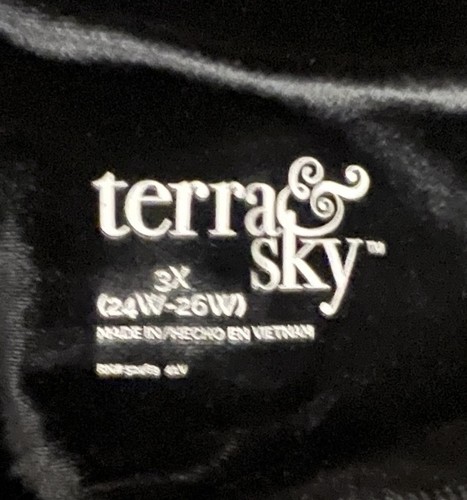 terra &
sky™
3X
(24W-26W)
MADE IN/HECHO EN VIETNAM